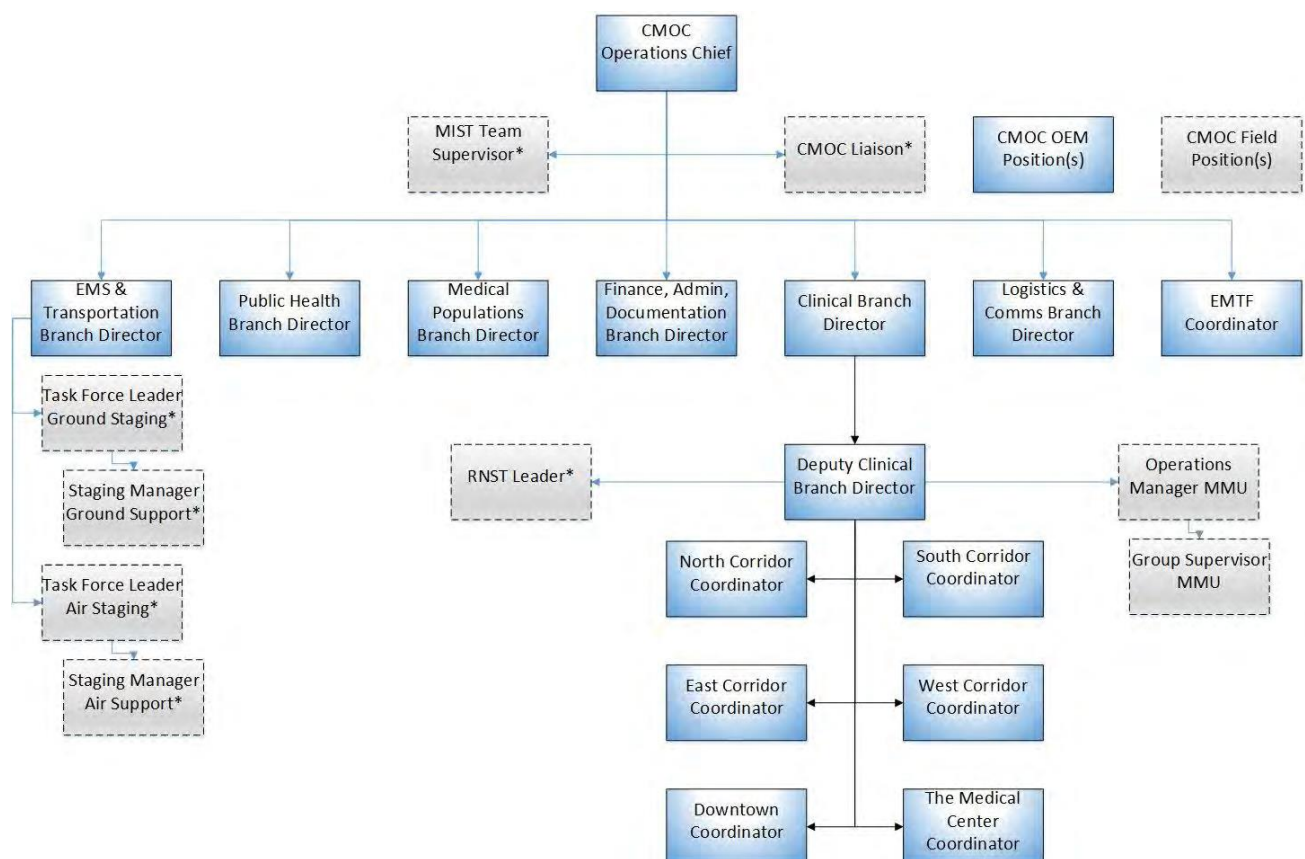 CMOC
Operations Chief
MIST Team
Supervisor*
CMOC Liaison*
CMOC OEM
Position(s)
CMOC Field
Position(s)
EMS &
Transportation
Branch Director
Public Health
Branch Director
Medical
Populations
Branch Director
Finance, Admin,
Documentation
Branch Director
Clinical Branch
Director
Logistics &
Comms Branch
Director
EMTF
Coordinator
Task Force Leader
Ground Staging*
Staging Manager
Ground Support*
Task Force Leader
Air Staging*
Staging Manager
Air Support*
RNST Leader*
Deputy Clinical
Branch Director
Operations
Manager MMU
Group Supervisor
MMU
North Corridor
Coordinator
South Corridor
Coordinator
East Corridor
Coordinator
West Corridor
Coordinator
Downtown
Coordinator
The Medical
Center
Coordinator